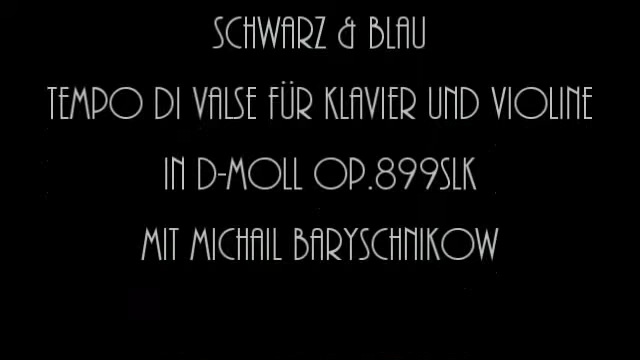 SCHWARZ & BLAU
TEMPO DI VALSE FÜR KLAVIER UND VIOLINE
IN D-MOLL OP.899SLK
MIT MICHAIL BARYSCHNIKOW